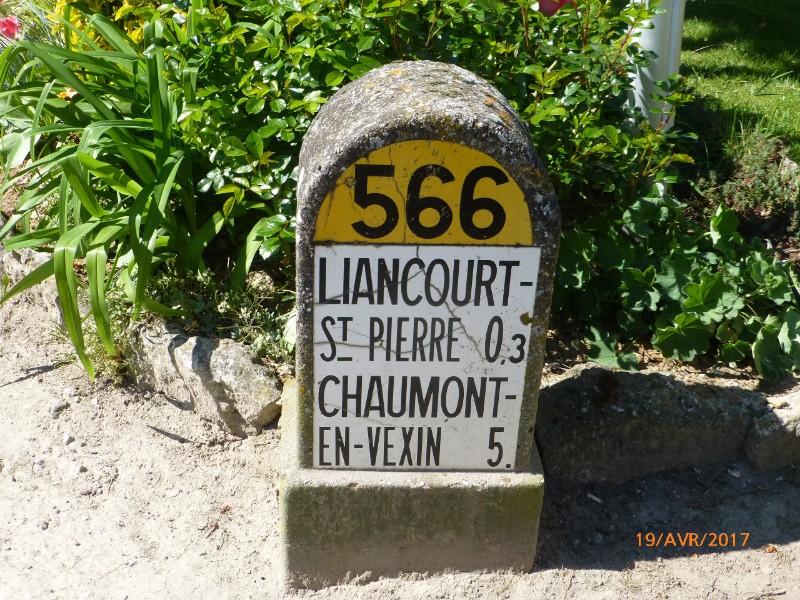 566
LIANCOURT-
ST PIERRE 0.3
CHAUMONT-
EN-VEXIN 5.
19/AVR/2017